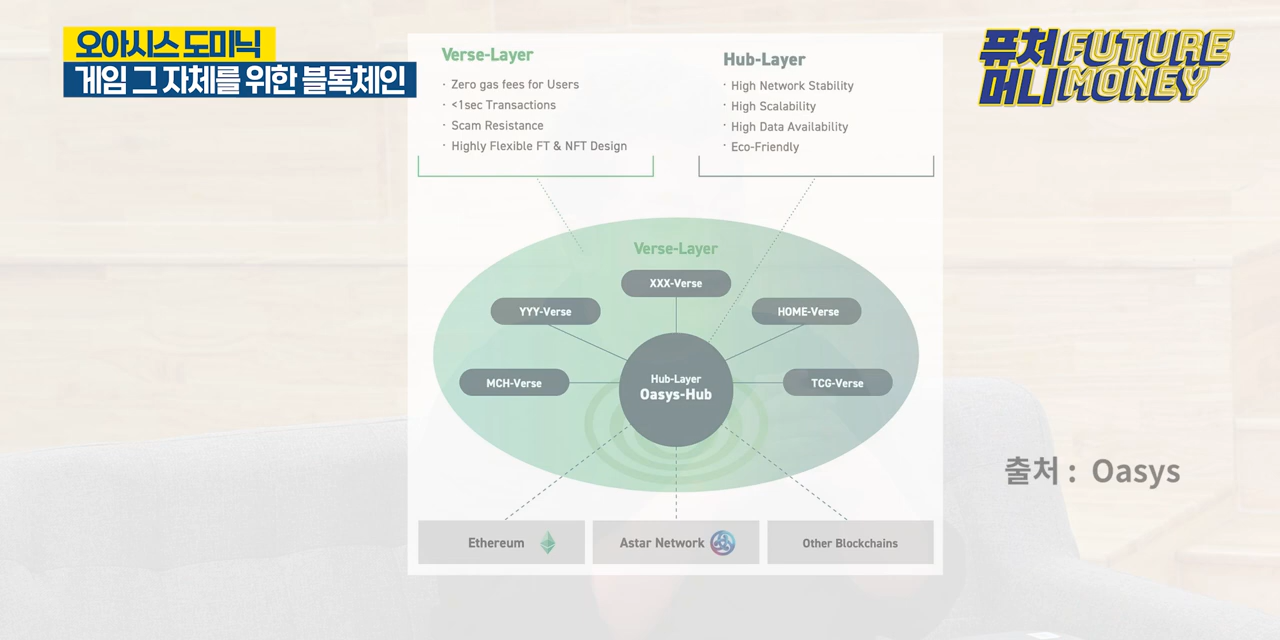 오아시스 도미닉
게임 그 자체를 위한 블록체인
퓨처 FUTURE
머니 MONEY
Verse-Layer
· Zero gas fees for Users
· <1sec Transactions
· Scam Resistance
· Highly Flexible FT & NFT Design
Hub-Layer
· High Network Stability
· High Scalability
· High Data Availability
· Eco-Friendly
Verse-Layer
XXX-Verse
YYY-Verse
HOME-Verse
MCH-Verse
Hub-Layer
Oasys-Hub
TCG-Verse
출처 : Oasys
Ethereum
Astar Network
Other Blockchains